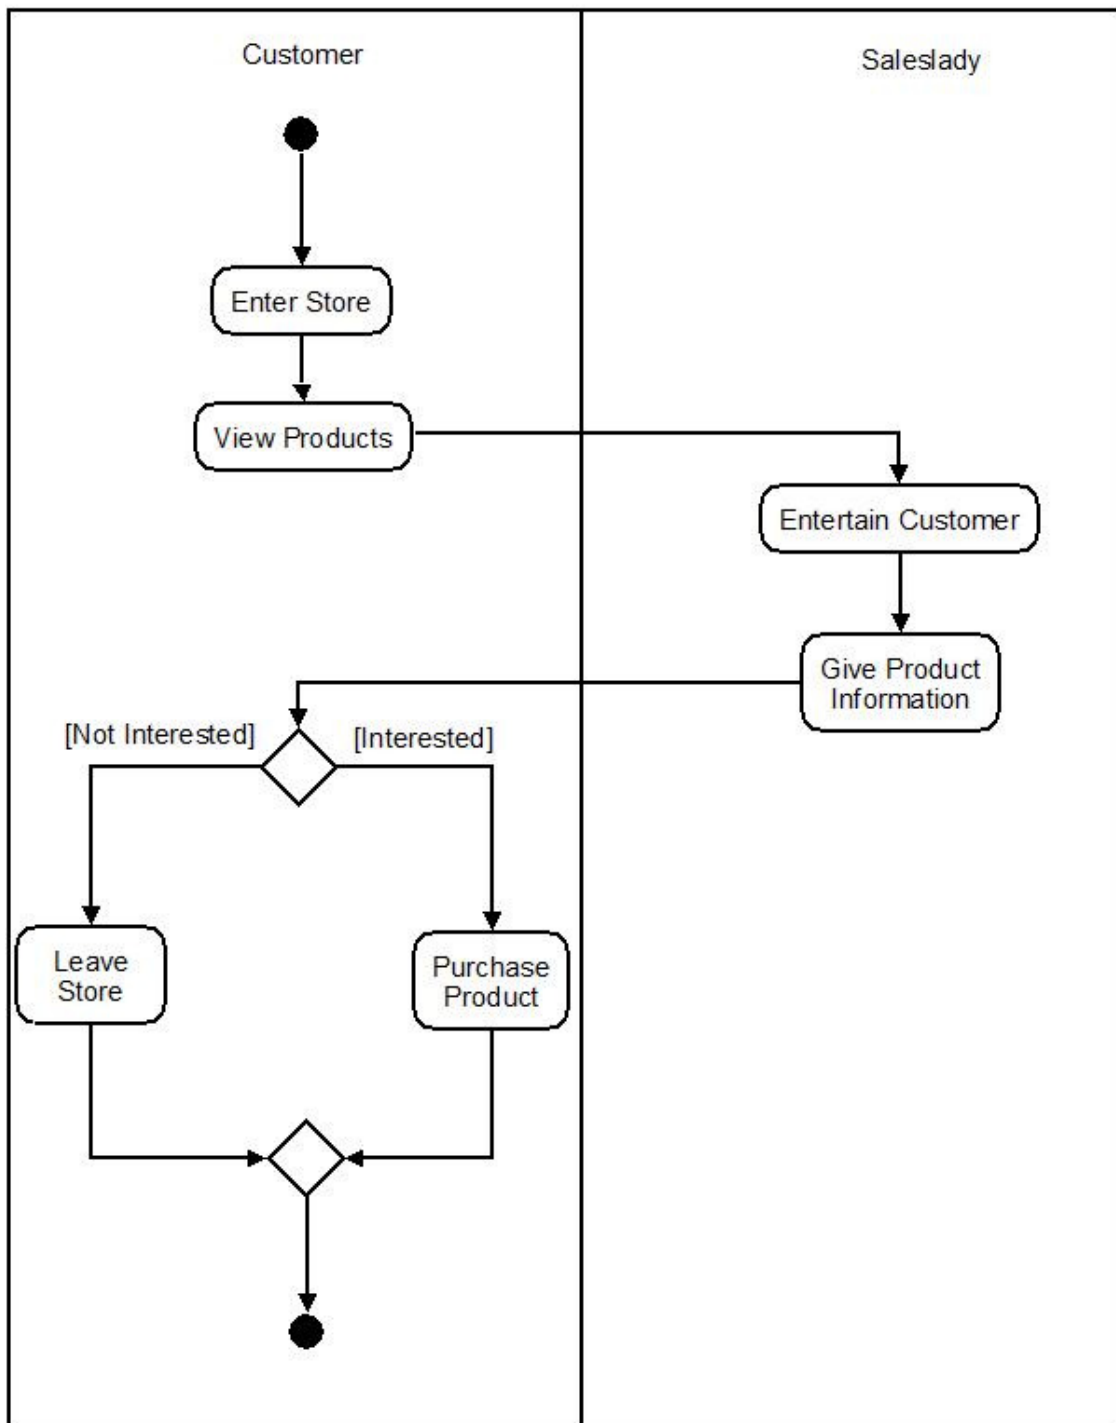 Customer
Saleslady
Enter Store
View Products
Entertain Customer
Give Product
Information
[Not Interested]
[Interested]
Leave
Store
Purchase
Product